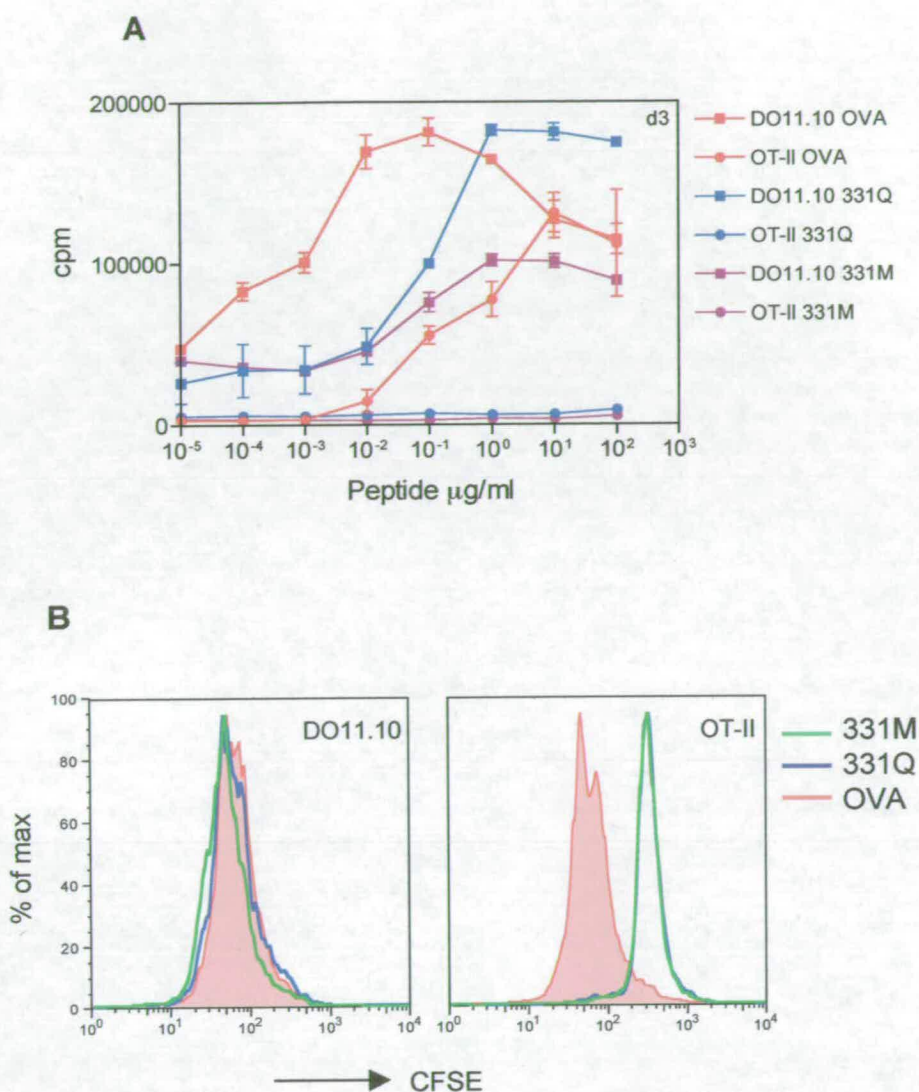 A
200000
100000
0
cpm
10⁻⁵ 10⁻⁴ 10⁻³ 10⁻² 10⁻¹ 10⁰ 10¹ 10² 10³
Peptide µg/ml
d3
DO11.10 OVA
OT-II OVA
DO11.10 331Q
OT-II 331Q
DO11.10 331M
OT-II 331M
B
100
80
60
40
20
0
% of max
DO11.10
10⁰ 10¹ 10² 10³ 10⁴
OT-II
10⁰ 10¹ 10² 10³ 10⁴
331M
331Q
OVA
CFSE